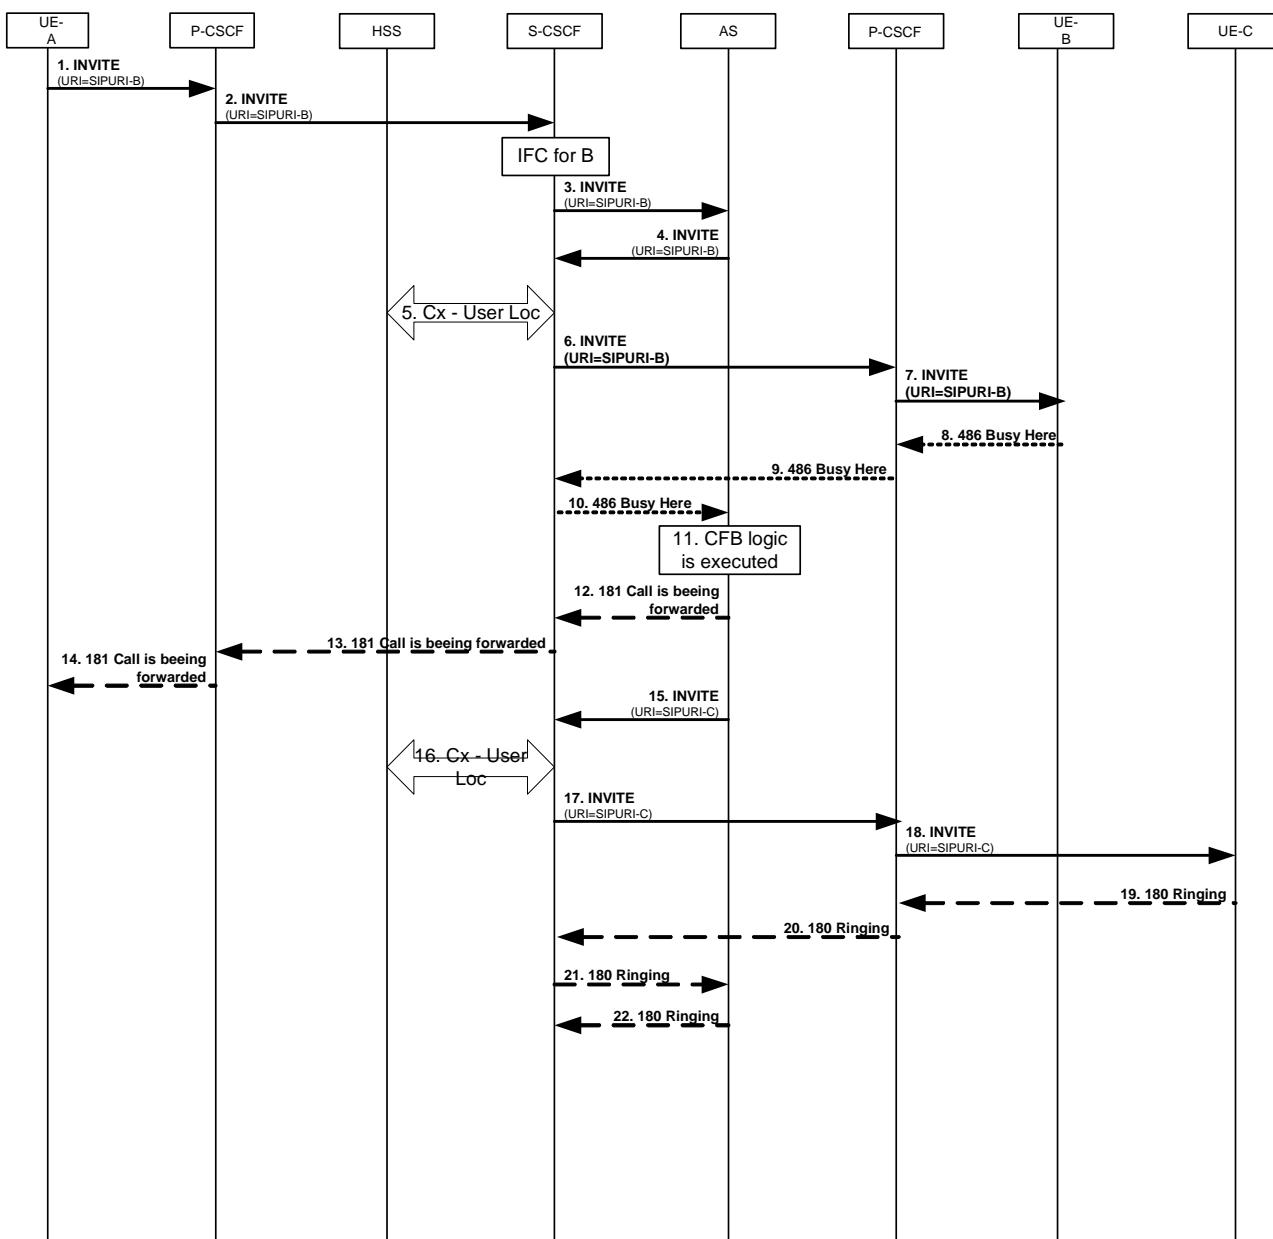 UE-
A
P-CSCF
HSS
S-CSCF
AS
P-CSCF
UE-
B
UE-C
1. INVITE
(URI=SIPURI-B)
2. INVITE
(URI=SIPURI-B)
IFC for B
3. INVITE
(URI=SIPURI-B)
4. INVITE
(URI=SIPURI-B)
5. Cx - User Loc
6. INVITE
(URI=SIPURI-B)
7. INVITE
(URI=SIPURI-B)
8. 486 Busy Here
9. 486 Busy Here
10. 486 Busy Here
11. CFB logic
is executed
12. 181 Call is beeing
forwarded
13. 181 Call is beeing forwarded
14. 181 Call is beeing
forwarded
15. INVITE
(URI=SIPURI-C)
16. Cx - User
Loc
17. INVITE
(URI=SIPURI-C)
18. INVITE
(URI=SIPURI-C)
19. 180 Ringing
20. 180 Ringing
21. 180 Ringing
22. 180 Ringing